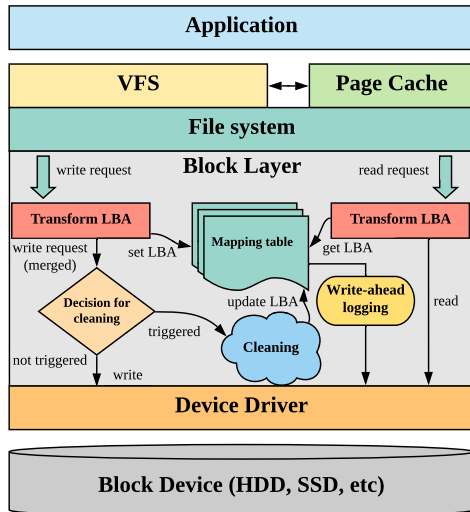 Application
VFS
Page Cache
File system
Block Layer
write request
read request
Transform LBA
Transform LBA
Mapping table
set LBA
get LBA
write request
(merged)
Decision for
cleaning
triggered
update LBA
Write-ahead
logging
read
Cleaning
not triggered
write
Device Driver
Block Device (HDD, SSD, etc)